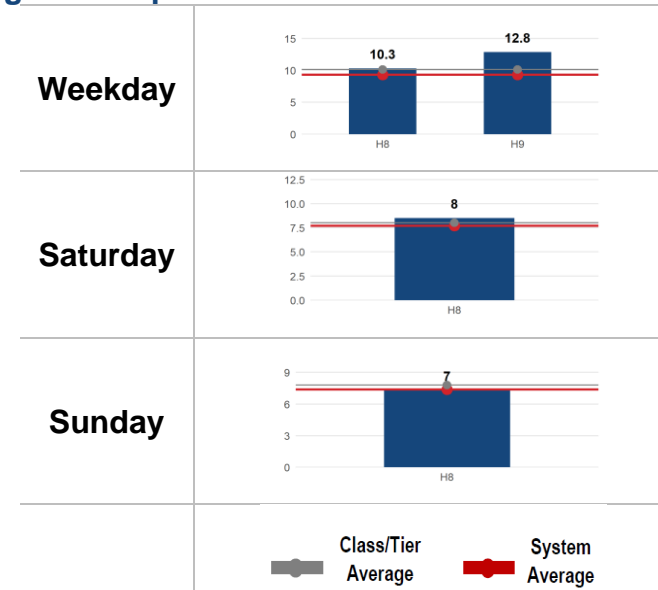 Weekday
15
10
5
0
10.3
12.8
H8
H9
Saturday
12.5
10.0
7.5
5.0
2.5
0.0
8
H8
Sunday
9
6
3
0
7
H8
Class/Tier
Average
System
Average